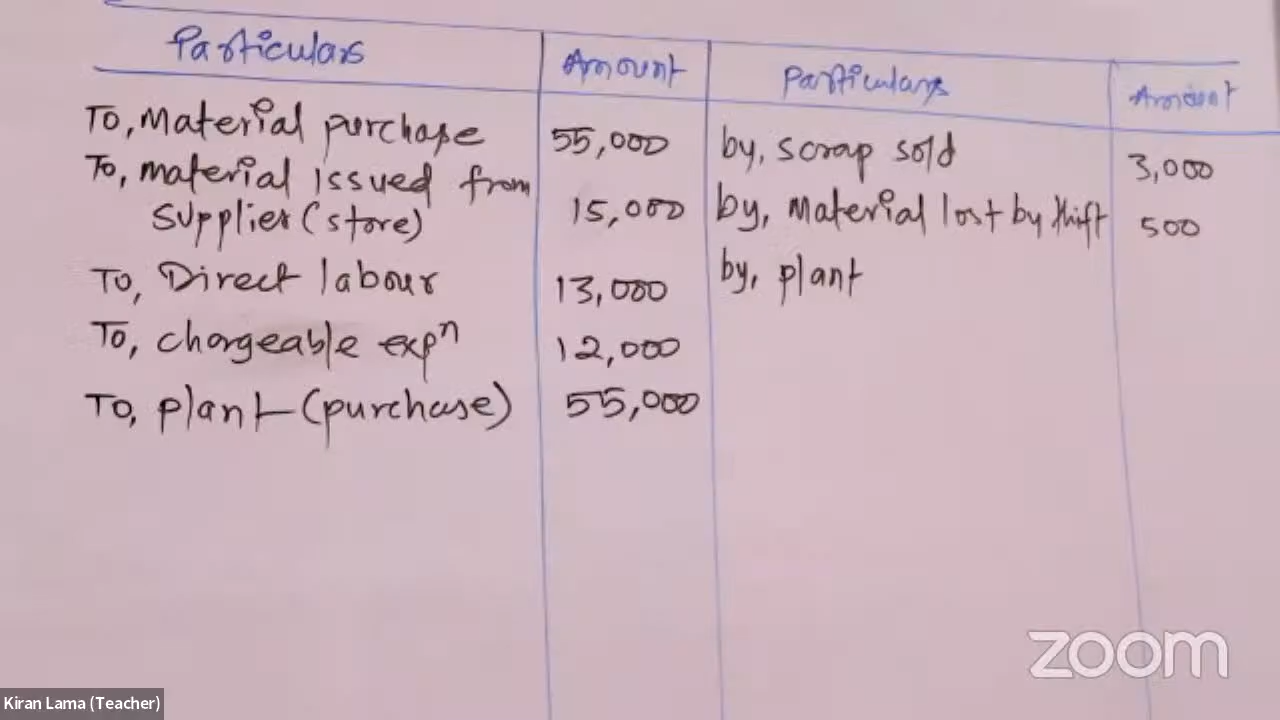 Particulars Amount Particulars Amount
To, Material purchase 55,000 by, scrap sold 3,000
To, material issued from
supplier (store) 15,000 by, Material lost by thift 500
To, Direct labour 13,000 by, plant
To, chargeable expⁿ 12,000
To, plant (purchase) 55,000
zoom
Kiran Lama (Teacher)